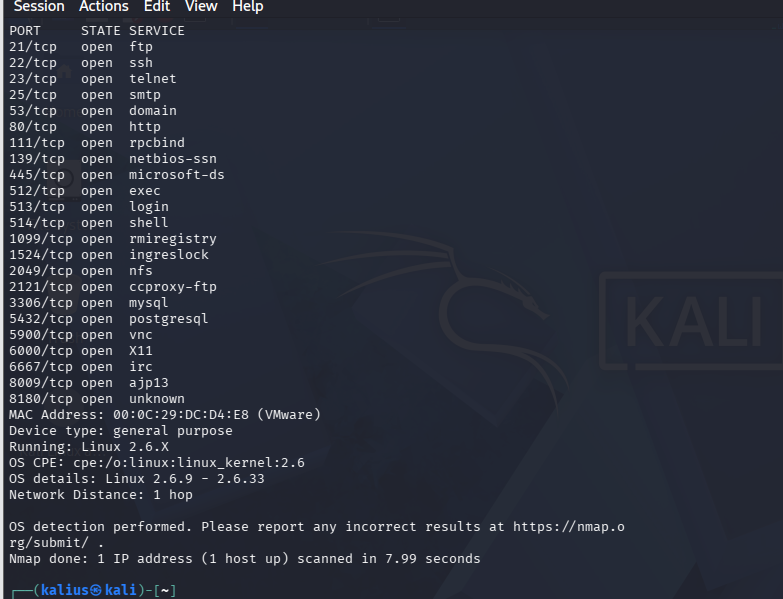 Session Actions Edit View Help
PORT STATE SERVICE
21/tcp open ftp
22/tcp open ssh
23/tcp open telnet
25/tcp open smtp
53/tcp open domain
80/tcp open http
111/tcp open rpcbind
139/tcp open netbios-ssn
445/tcp open microsoft-ds
512/tcp open exec
513/tcp open login
514/tcp open shell
1099/tcp open rmiregistry
1524/tcp open ingreslock
2049/tcp open nfs
2121/tcp open ccproxy-ftp
3306/tcp open mysql
5432/tcp open postgresql
5900/tcp open vnc
6000/tcp open X11
6667/tcp open irc
8009/tcp open ajp13
8180/tcp open unknown
MAC Address: 00:0C:29:DC:D4:E8 (VMware)
Device type: general purpose
Running: Linux 2.6.X
OS CPE: cpe:/o:linux:linux_kernel:2.6
OS details: Linux 2.6.9 - 2.6.33
Network Distance: 1 hop
OS detection performed. Please report any incorrect results at https://nmap.o
rg/submit/ .
Nmap done: 1 IP address (1 host up) scanned in 7.99 seconds
┌──(kalius㉿kali)-[~]
KALI